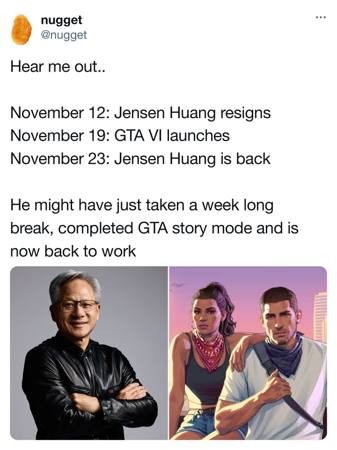 nugget
@nugget
Hear me out..
November 12: Jensen Huang resigns
November 19: GTA VI launches
November 23: Jensen Huang is back
He might have just taken a week long
break, completed GTA story mode and is
now back to work